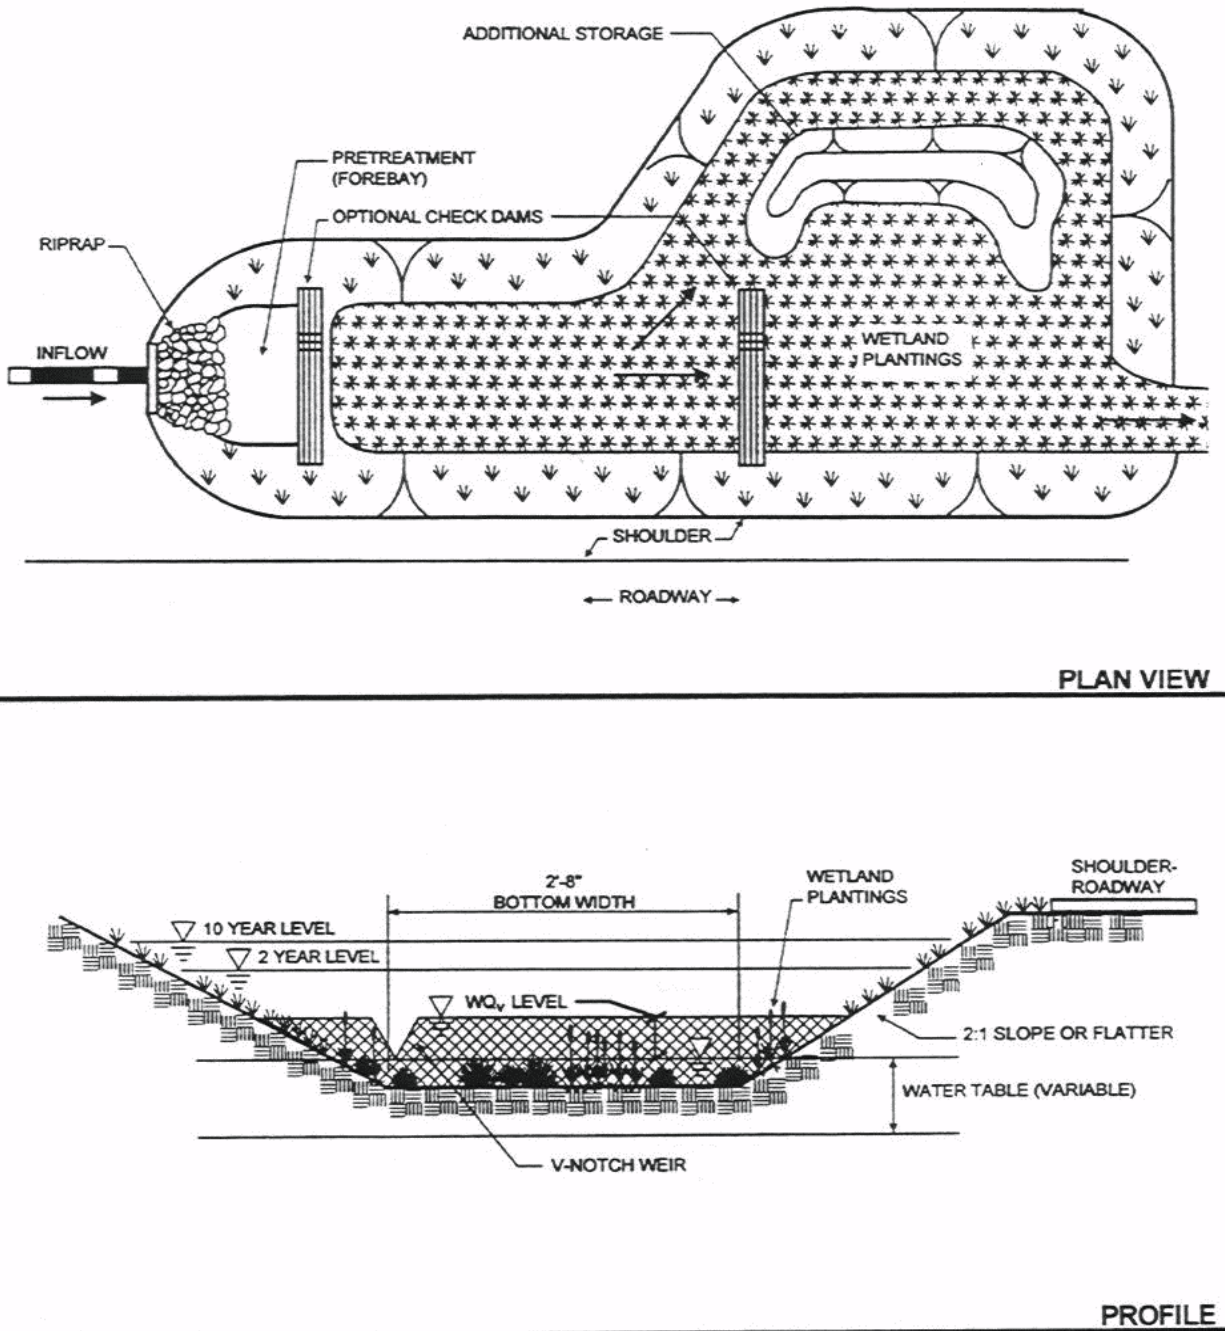 ADDITIONAL STORAGE
PRETREATMENT
(FOREBAY)
OPTIONAL CHECK DAMS
RIPRAP
INFLOW
WETLAND
PLANTINGS
SHOULDER
ROADWAY
PLAN VIEW
2'-8"
BOTTOM WIDTH
WETLAND
PLANTINGS
SHOULDER-
ROADWAY
10 YEAR LEVEL
2 YEAR LEVEL
WQv LEVEL
2:1 SLOPE OR FLATTER
WATER TABLE (VARIABLE)
V-NOTCH WEIR
PROFILE